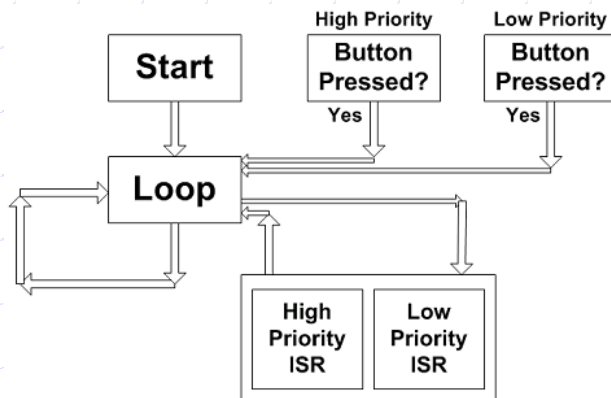 High Priority
Low Priority
Start
Button
Pressed?
Button
Pressed?
Yes
Yes
Loop
High
Priority
ISR
Low
Priority
ISR